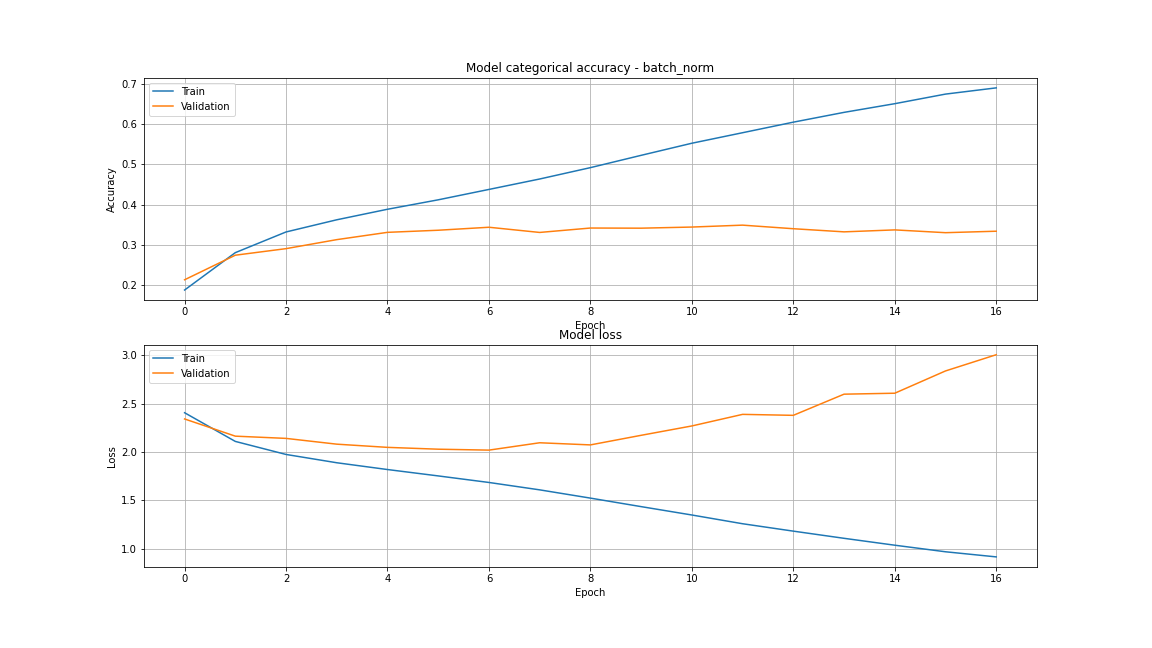 Model categorical accuracy - batch_norm
Train
Validation
0.7
0.6
0.5
0.4
0.3
0.2
Accuracy
0 2 4 6 8 10 12 14 16
Epoch
Model loss
Train
Validation
3.0
2.5
2.0
1.5
1.0
Loss
0 2 4 6 8 10 12 14 16
Epoch